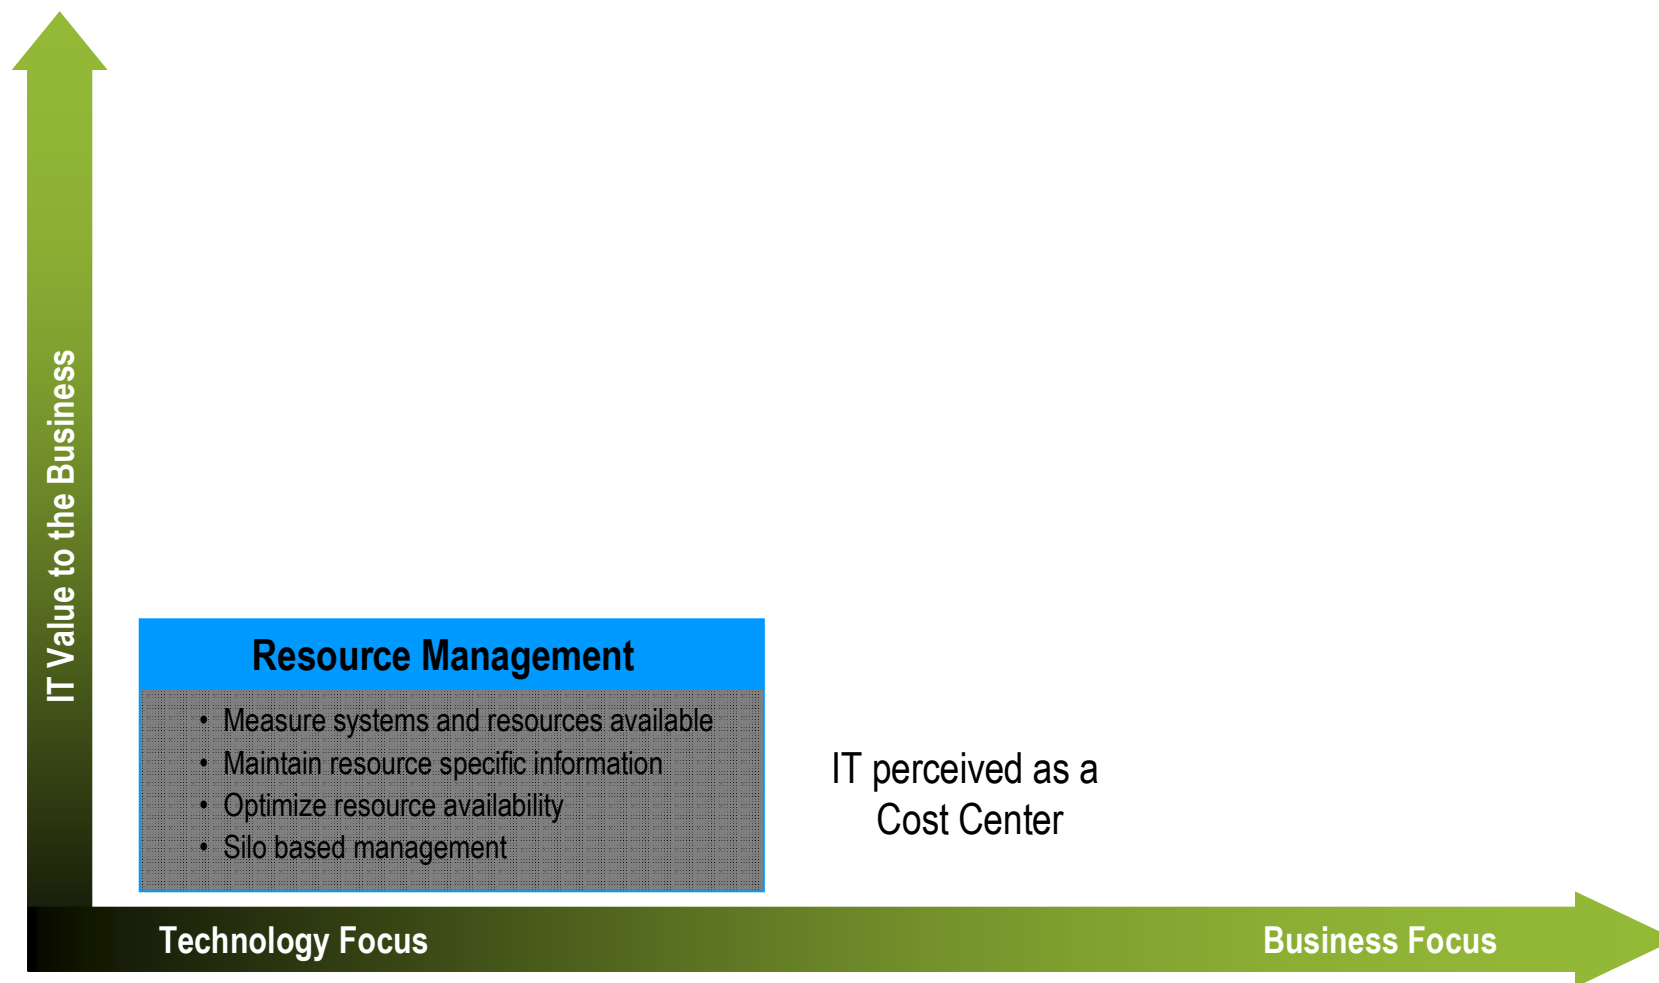 IT Value to the Business
Resource Management
• Measure systems and resources available
• Maintain resource specific information
• Optimize resource availability
• Silo based management
IT perceived as a
Cost Center
Technology Focus
Business Focus